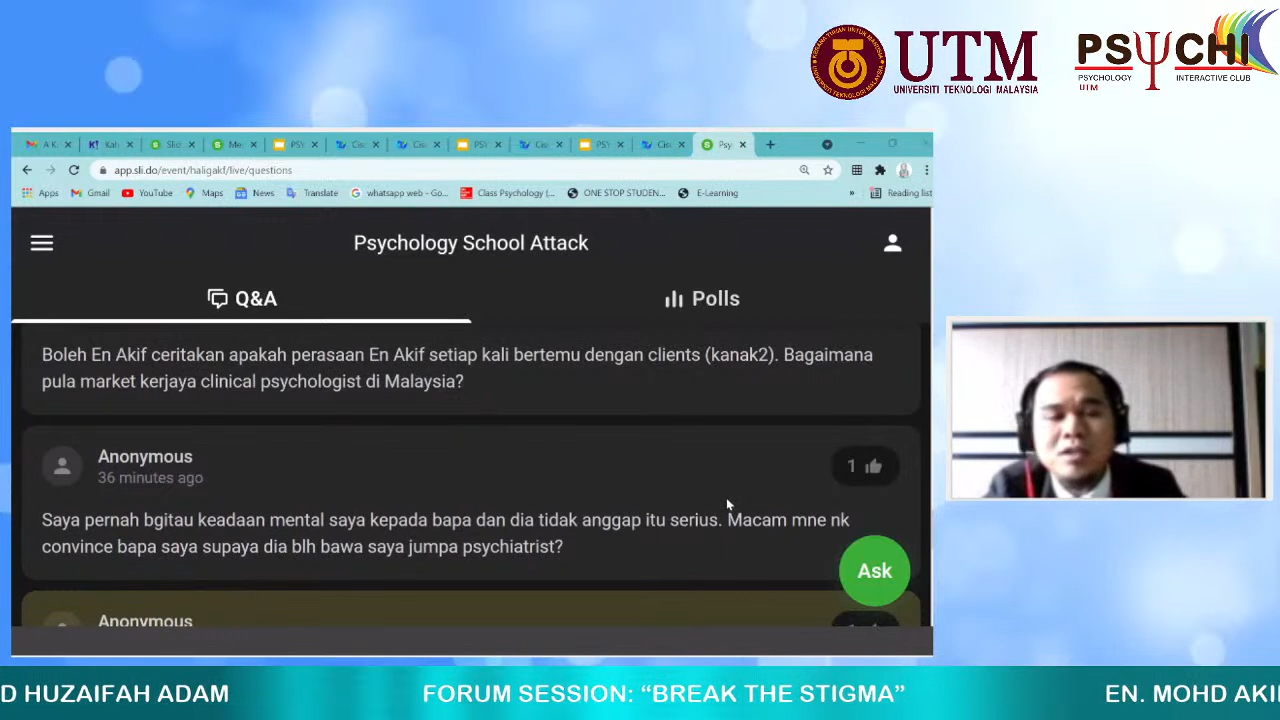 UTM
UNIVERSITI TEKNOLOGI MALAYSIA
PSYCHI
PSYCHOLOGY INTERACTIVE CLUB
UTM
app.sli.do/event/haligakf/live/questions
Apps Gmail YouTube Maps News Translate whatsapp web - Go... Class Psychology (... ONE STOP STUDEN... E-Learning » Reading list
Psychology School Attack
Q&A Polls
Boleh En Akif ceritakan apakah perasaan En Akif setiap kali bertemu dengan clients (kanak2). Bagaimana
pula market kerjaya clinical psychologist di Malaysia?
Anonymous
36 minutes ago
1
Saya pernah bgitau keadaan mental saya kepada bapa dan dia tidak anggap itu serius. Macam mne nk
convince bapa saya supaya dia blh bawa saya jumpa psychiatrist?
Ask
Anonymous
D HUZAIFAH ADAM FORUM SESSION: “BREAK THE STIGMA” EN. MOHD AKI